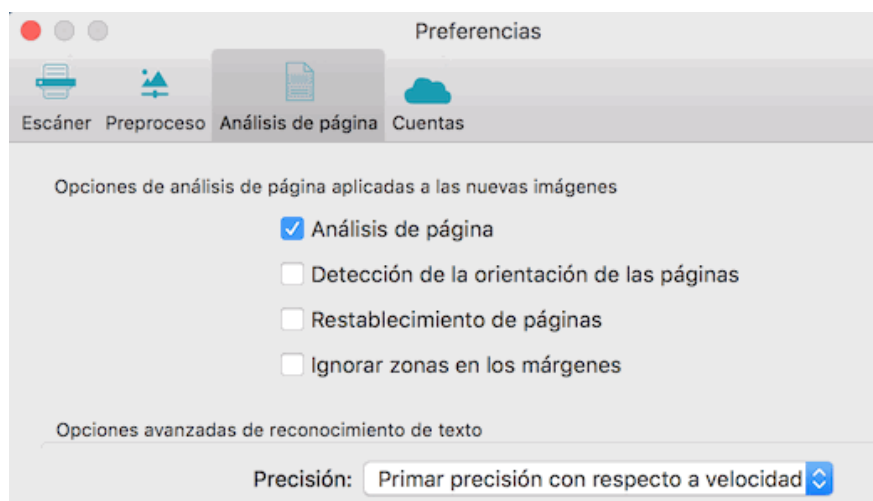 Preferencias
Escáner Preproceso Análisis de página Cuentas
Opciones de análisis de página aplicadas a las nuevas imágenes
Análisis de página
Detección de la orientación de las páginas
Restablecimiento de páginas
Ignorar zonas en los márgenes
Opciones avanzadas de reconocimiento de texto
Precisión: Primar precisión con respecto a velocidad